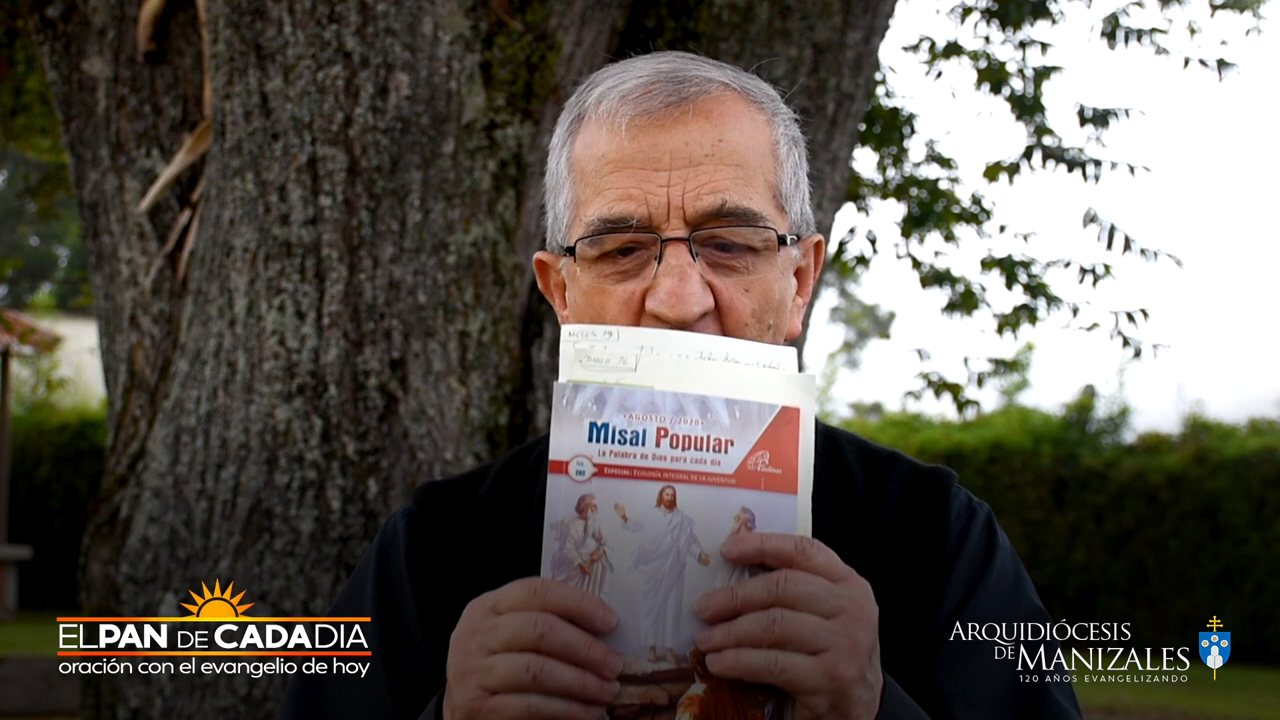 •AGOSTO / 2020•
Misal Popular
La Palabra de Dios para cada día
ESPECIAL: ECOLOGÍA INTEGRAL DE LA JUVENTUD
Paulinas
EL PAN DE CADA DIA
oración con el evangelio de hoy
ARQUIDIÓCESIS
DE MANIZALES
120 AÑOS EVANGELIZANDO